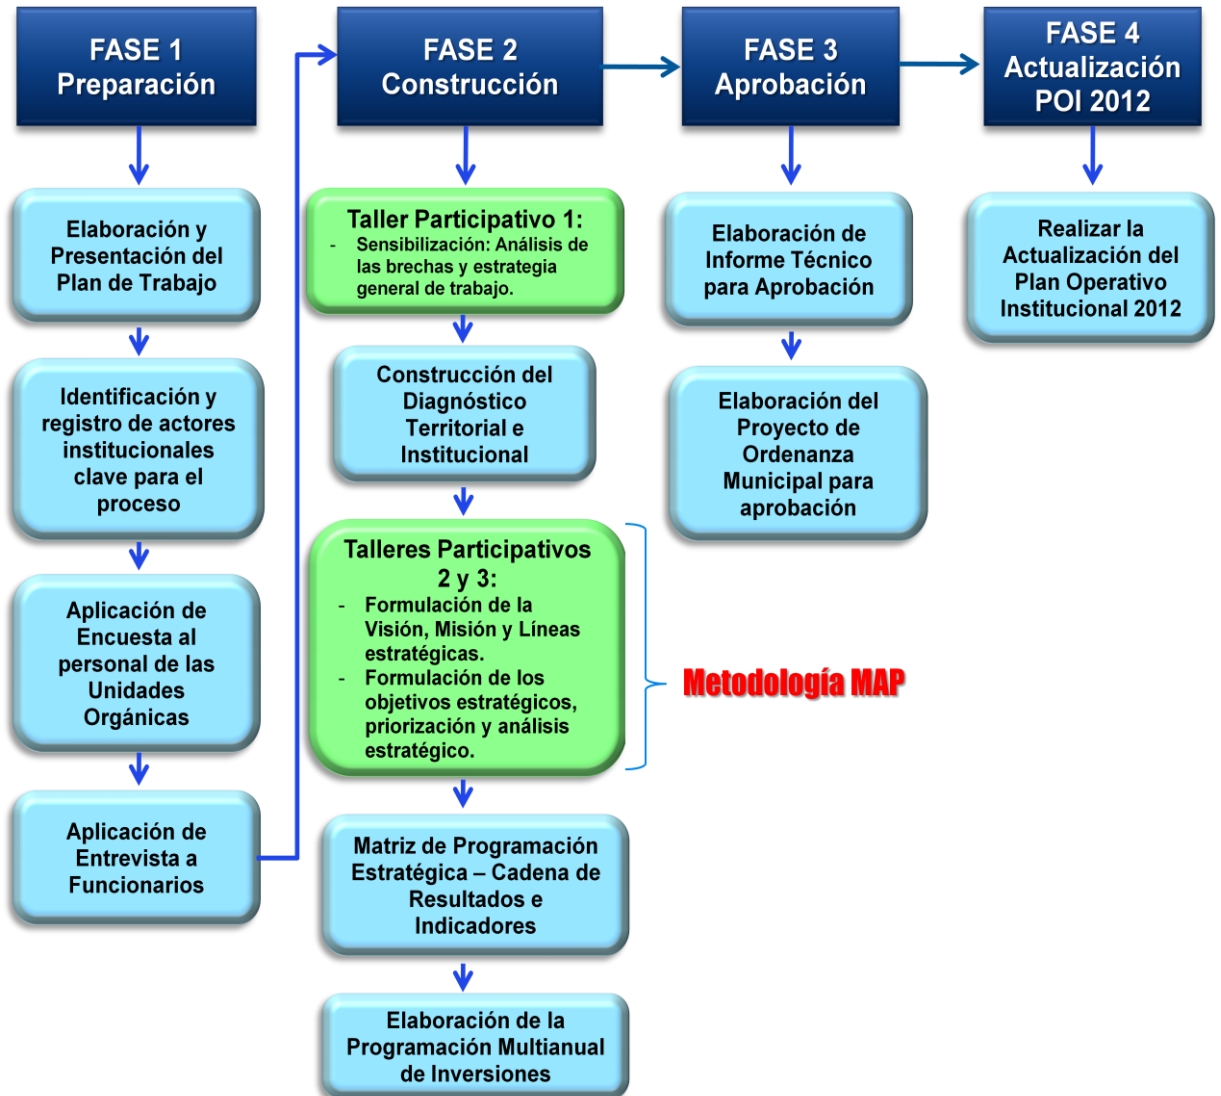 FASE 1
Preparación
Elaboración y
Presentación del
Plan de Trabajo
Identificación y
registro de actores
institucionales
clave para el
proceso
Aplicación de
Encuesta al
personal de las
Unidades
Orgánicas
Aplicación de
Entrevista a
Funcionarios
FASE 2
Construcción
Taller Participativo 1:
- Sensibilización: Análisis de
las brechas y estrategia
general de trabajo.
Construcción del
Diagnóstico
Territorial e
Institucional
Talleres Participativos
2 y 3:
- Formulación de la
Visión, Misión y Líneas
estratégicas.
- Formulación de los
objetivos estratégicos,
priorización y análisis
estratégico.
Metodología MAP
Matriz de Programación
Estratégica – Cadena de
Resultados e
Indicadores
Elaboración de la
Programación Multianual
de Inversiones
FASE 3
Aprobación
Elaboración de
Informe Técnico
para Aprobación
Elaboración del
Proyecto de
Ordenanza
Municipal para
aprobación
FASE 4
Actualización
POI 2012
Realizar la
Actualización del
Plan Operativo
Institucional 2012